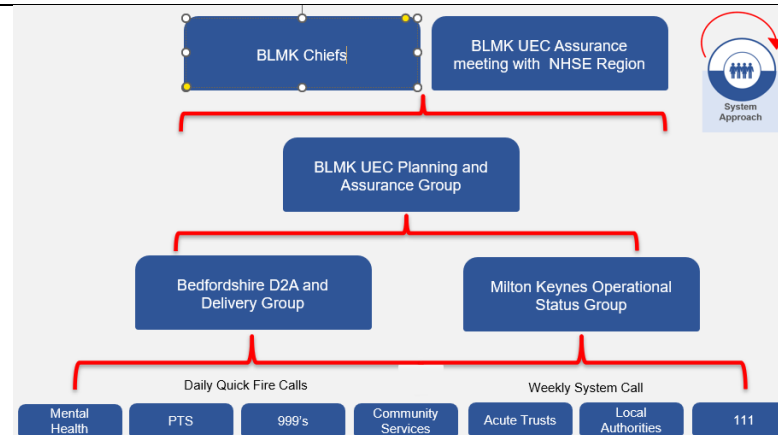 BLMK Chiefs
BLMK UEC Assurance
meeting with NHSE Region
System
Approach
BLMK UEC Planning and
Assurance Group
Bedfordshire D2A and
Delivery Group
Milton Keynes Operational
Status Group
Daily Quick Fire Calls
Weekly System Call
Mental
Health
PTS
999's
Community
Services
Acute Trusts
Local
Authorities
111